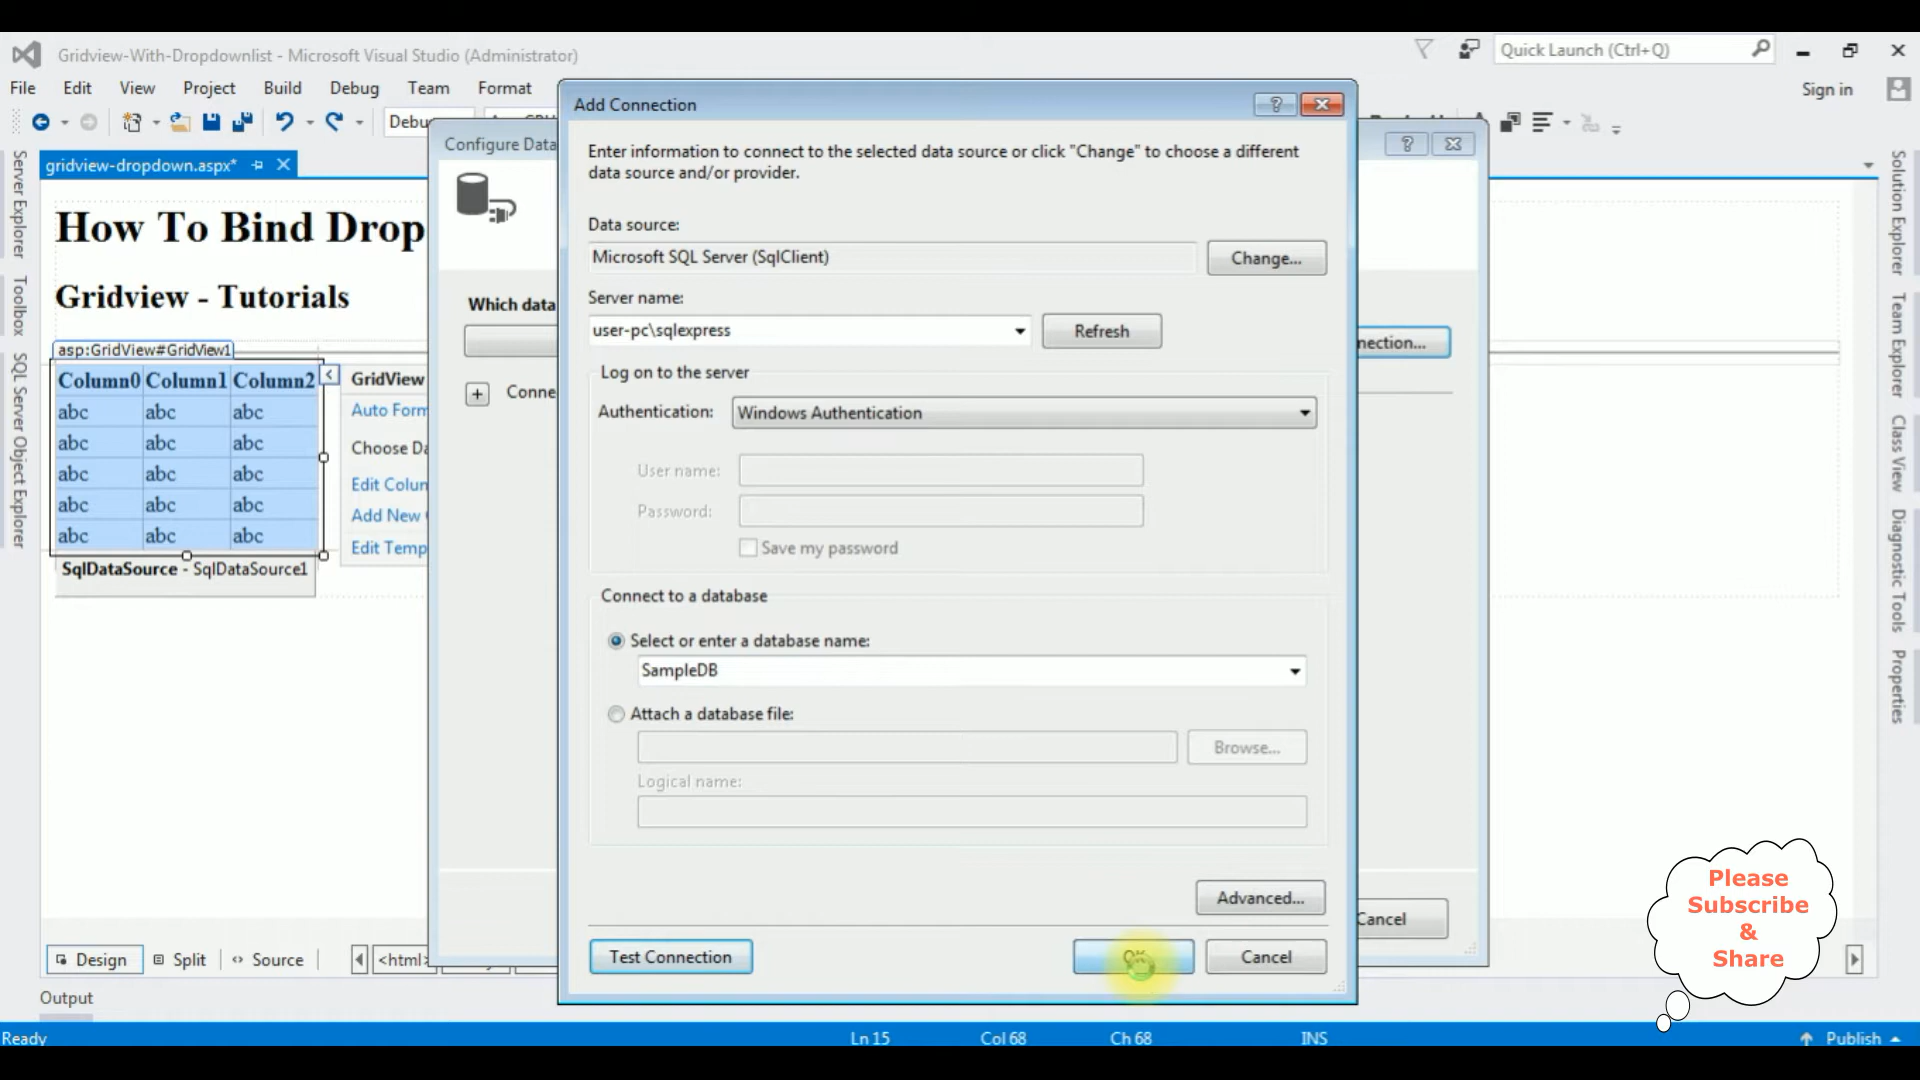 Gridview-With-Dropdownlist - Microsoft Visual Studio (Administrator)
Quick Launch (Ctrl+Q)
File Edit View Project Build Debug Team Format
Sign in
Debu
gridview-dropdown.aspx*
Configure Data
Add Connection
Enter information to connect to the selected data source or click "Change" to choose a different
data source and/or provider.
Data source:
Microsoft SQL Server (SqlClient)
Change...
Server name:
user-pc\sqlexpress
Refresh
Log on to the server
Authentication:
Windows Authentication
User name:
Password:
Save my password
Connect to a database
Select or enter a database name:
SampleDB
Attach a database file:
Browse...
Logical name:
Advanced...
Test Connection
OK
Cancel
Which data
Conne
nection...
Cancel
How To Bind Drop
Gridview - Tutorials
asp:GridView#GridView1
Column0 Column1 Column2
abc abc abc
abc abc abc
abc abc abc
abc abc abc
abc abc abc
SqlDataSource - SqlDataSource1
GridView
Auto Form
Choose Da
Edit Colun
Add New
Edit Temp
Server Explorer
Toolbox
SQL Server Object Explorer
Solution Explorer
Team Explorer
Class View
Diagnostic Tools
Properties
Design
Split
Source
<html>
Output
Ready
Ln 15
Col 68
Ch 68
INS
Publish
Please
Subscribe
&
Share